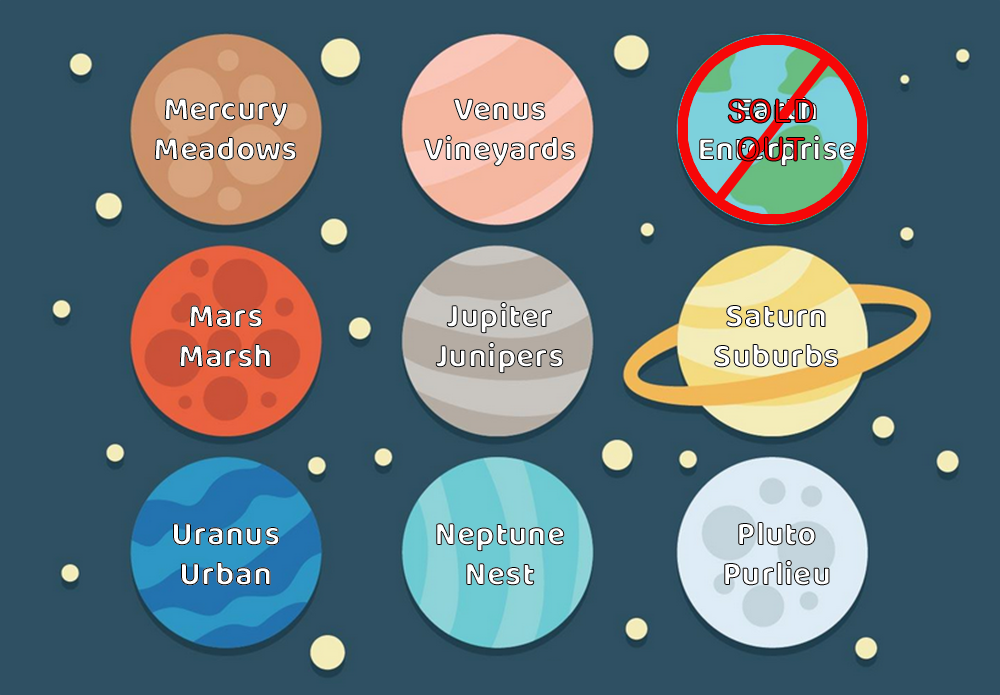 Mercury
Meadows
Venus
Vineyards
Earth
Enterprise
SOLD
OUT
Mars
Marsh
Jupiter
Junipers
Saturn
Suburbs
Uranus
Urban
Neptune
Nest
Pluto
Purlieu